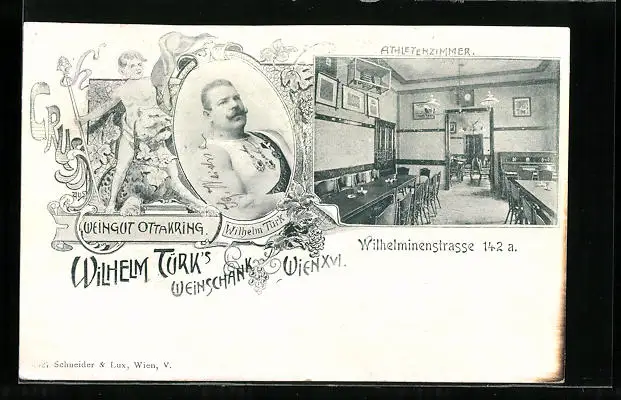 ATHLETENZIMMER.
GRUSS
AUS
WEINGUT OTTAKRING.
Wilhelm Türk
Wilhelminenstrasse 142 a.
WILHELM TÜRK'S
WEINSCHANK WIEN XVI.
Schneider & Lux, Wien, V.